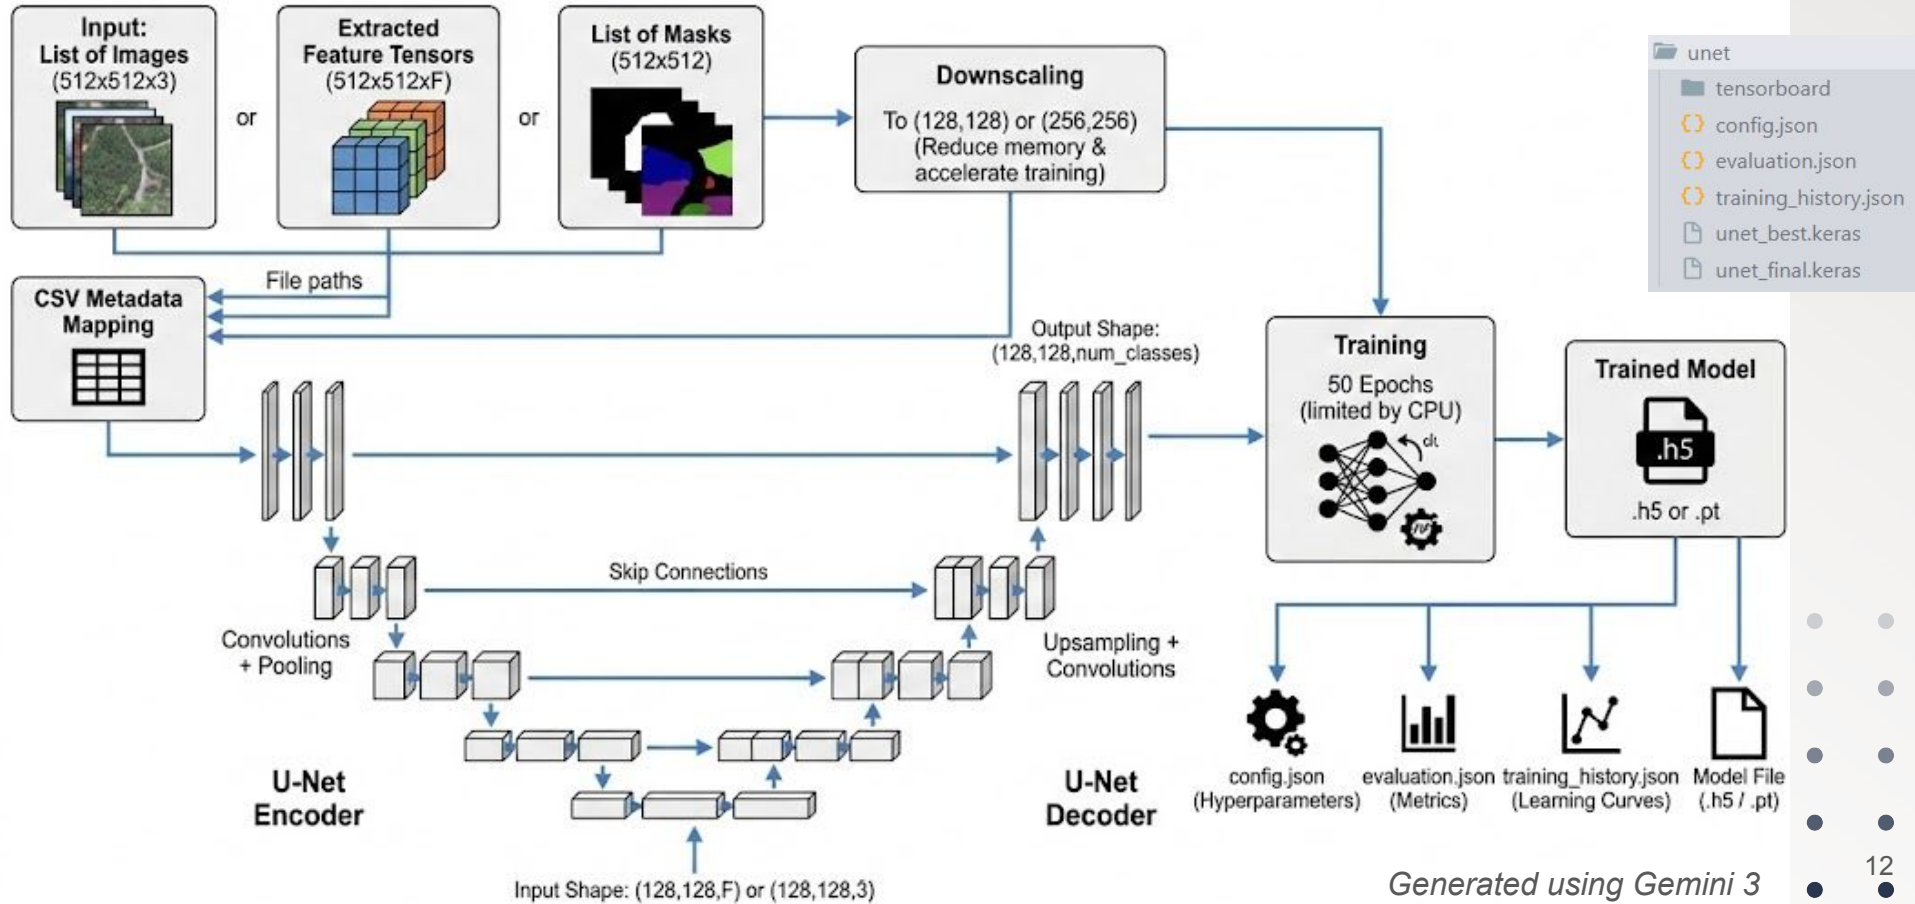 Input:
List of Images
(512x512x3)
or
Extracted
Feature Tensors
(512x512xF)
or
List of Masks
(512x512)
Downscaling
To (128,128) or (256,256)
(Reduce memory &
accelerate training)
unet
tensorboard
config.json
evaluation.json
training_history.json
unet_best.keras
unet_final.keras
File paths
CSV Metadata
Mapping
Output Shape:
(128,128,num_classes)
Training
50 Epochs
(limited by CPU)
Trained Model
.h5
.h5 or .pt
Skip Connections
Convolutions
+ Pooling
Upsampling +
Convolutions
U-Net
Encoder
U-Net
Decoder
config.json
(Hyperparameters)
evaluation.json
(Metrics)
training_history.json
(Learning Curves)
Model File
(.h5 / .pt)
Input Shape: (128,128,F) or (128,128,3)
Generated using Gemini 3
12